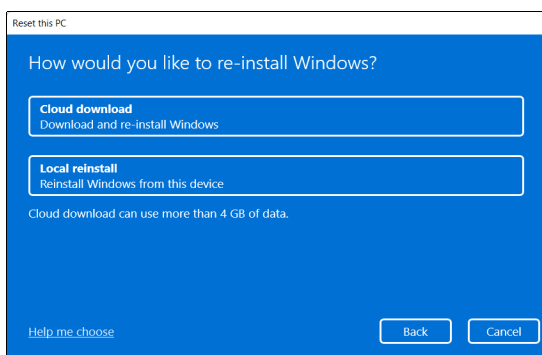 Reset this PC
How would you like to re-install Windows?
Cloud download
Download and re-install Windows
Local reinstall
Reinstall Windows from this device
Cloud download can use more than 4 GB of data.
Help me choose
Back
Cancel